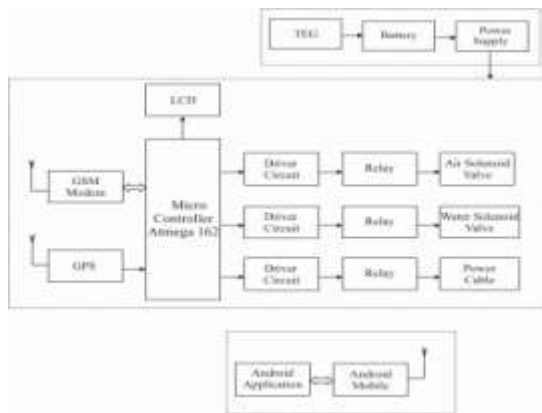 TEG
Battery
Power
Supply
LCD
GSM
Modem
Micro
Controller
Atmega 162
GPS
Driver
Circuit
Relay
Air Solenoid
Valve
Driver
Circuit
Relay
Water Solenoid
Valve
Driver
Circuit
Relay
Power
Cable
Android
Application
Android
Mobile